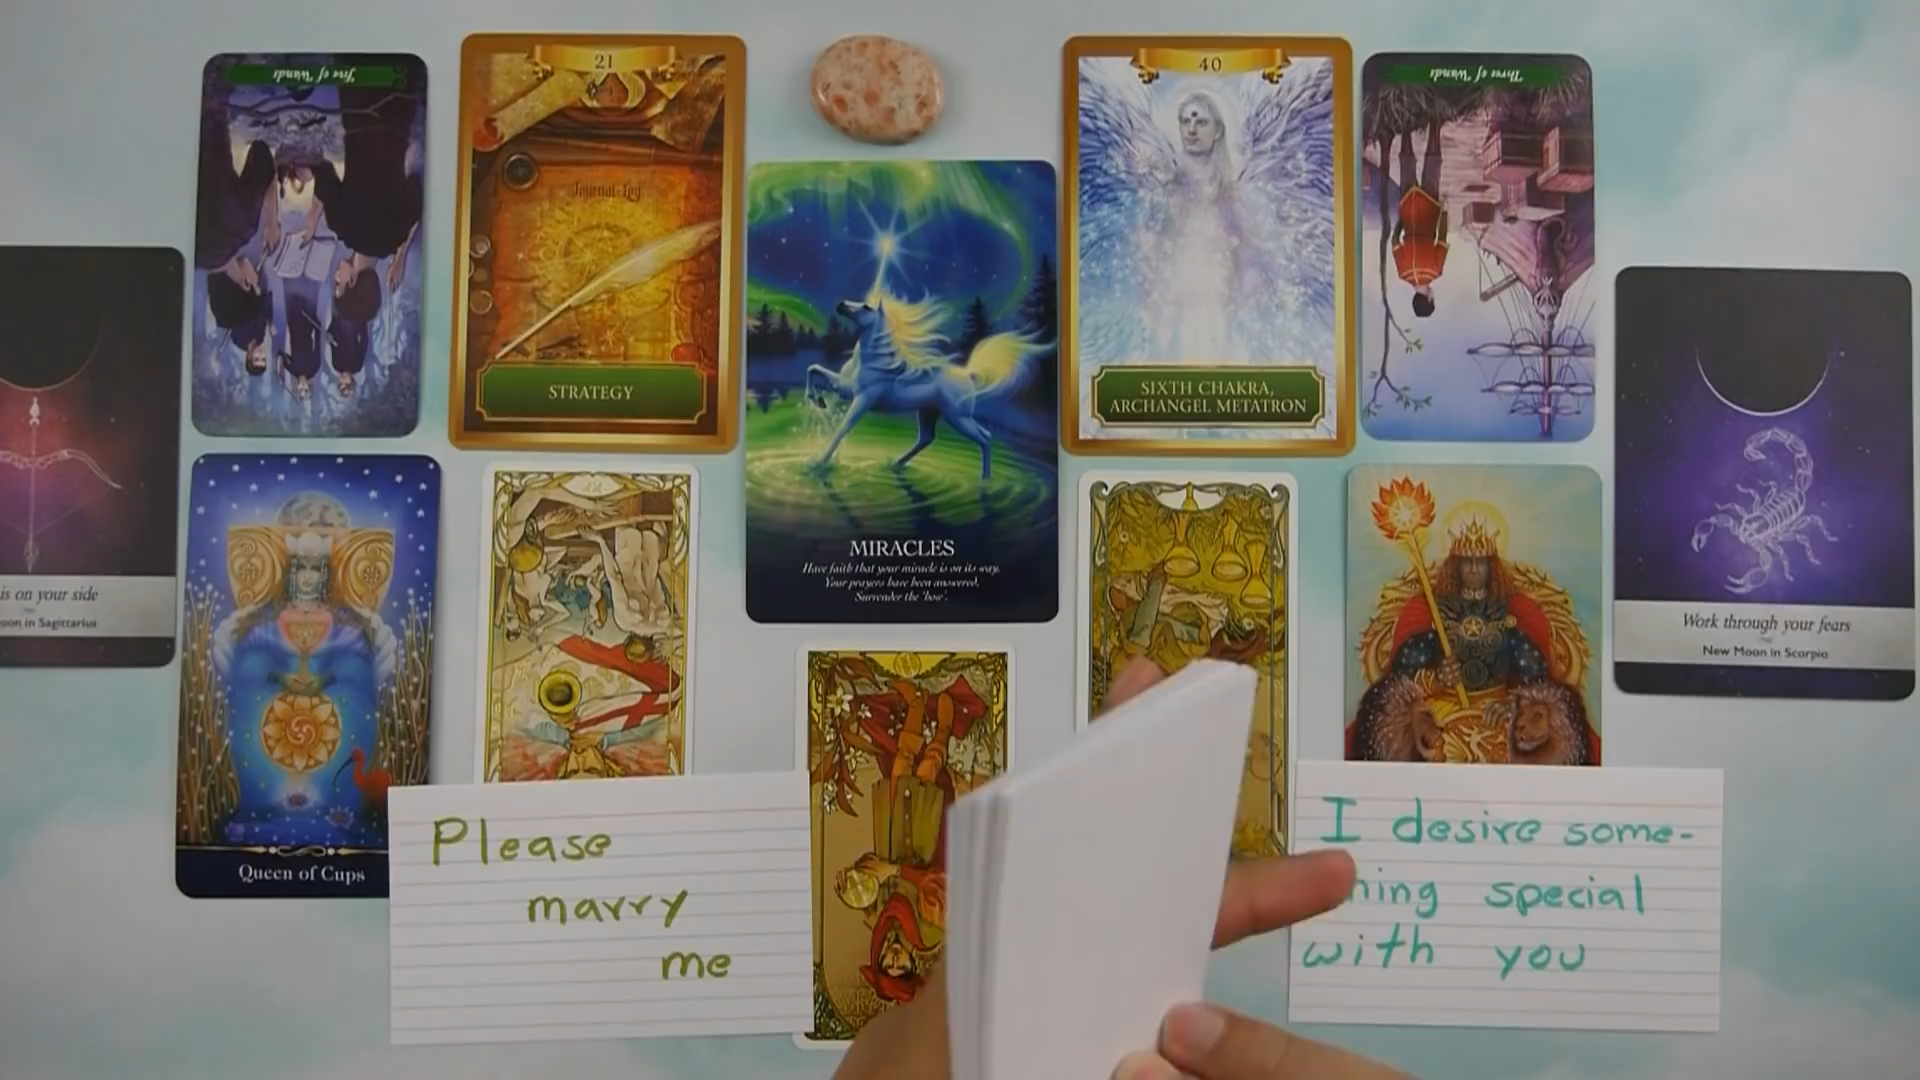 Five of Wands
21
Journal Log
STRATEGY
40
SIXTH CHAKRA,
ARCHANGEL METATRON
Three of Wands
MIRACLES
Have faith that your miracle is on its way.
Your prayers have been answered.
Surrender the 'how'.
is on your side
oon in Sagittarius
Work through your fears
New Moon in Scorpio
Queen of Cups
Please
marry
me
I desire some-
hing special
with you